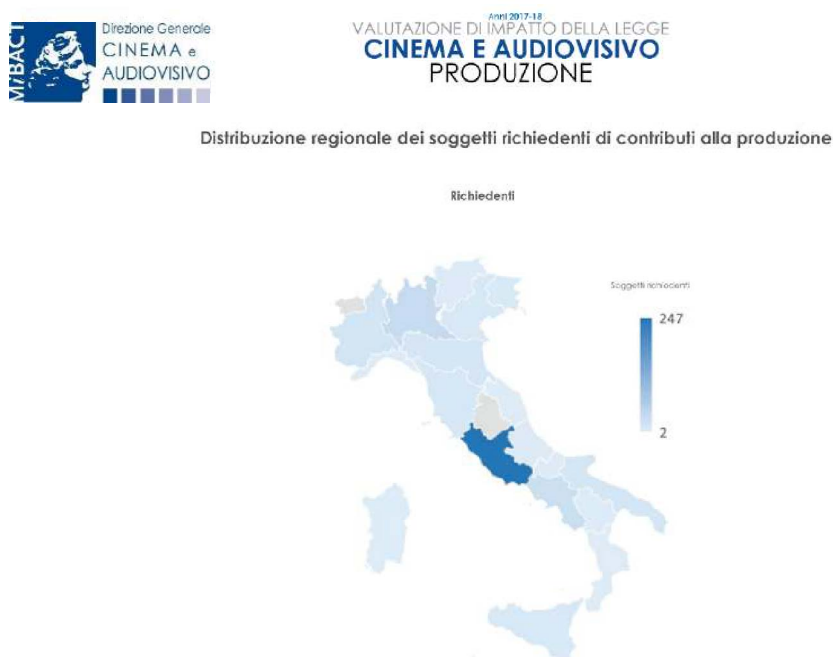 MiBACT
Direzione Generale
CINEMA e
AUDIOVISIVO
Anni 2017-18
VALUTAZIONE DI IMPATTO DELLA LEGGE
CINEMA E AUDIOVISIVO
PRODUZIONE
Distribuzione regionale dei soggetti richiedenti di contributi alla produzione
Richiedenti
Soggetti richiedenti
247
2